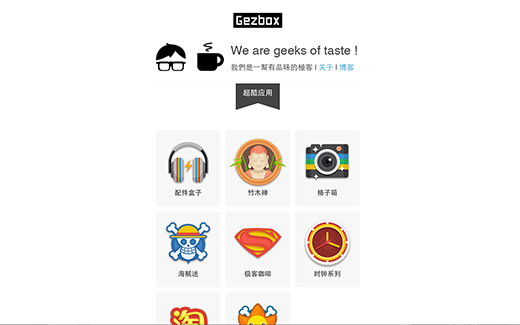 Gezbox
We are geeks of taste !
我們是一幫有品味的極客 I 关于 I 博客
超酷应用
配件盒子
竹木禅
格子箱
海贼迷
极客咖啡
时钟系列
淘